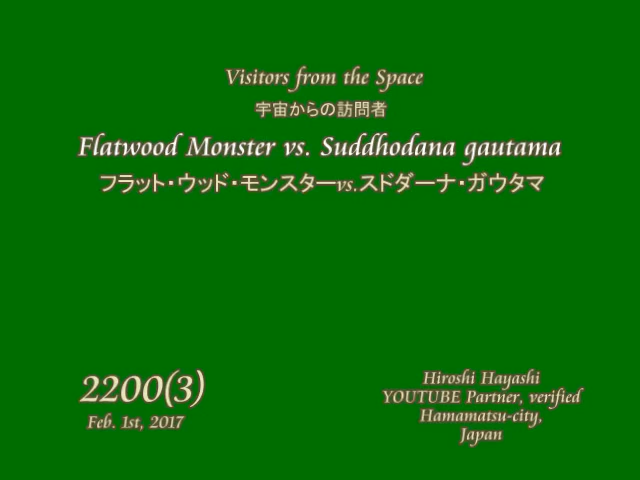 Visitors from the Space
宇宙からの訪問者
Flatwood Monster vs. Suddhodana gautama
フラット・ウッド・モンスターvs.スドダーナ・ガウタマ
2200(3)
Feb. 1st, 2017
Hiroshi Hayashi
YOUTUBE Partner, verified
Hamamatsu-city,
Japan